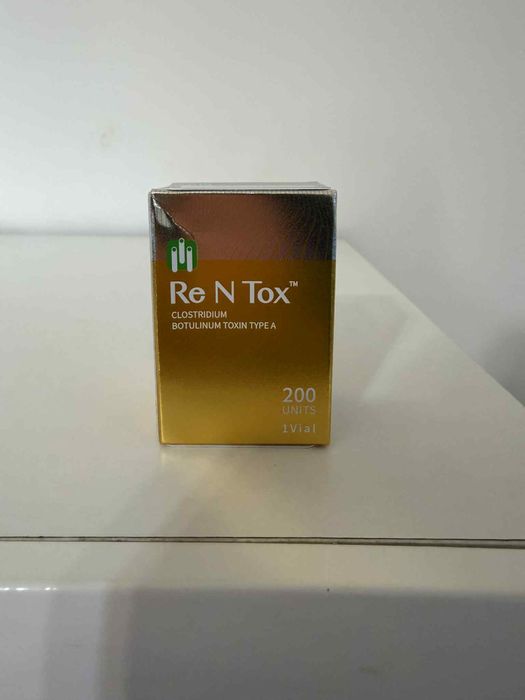 Re N Tox™
CLOSTRIDIUM
BOTULINUM TOXIN TYPE A
200
UNITS
1Vial